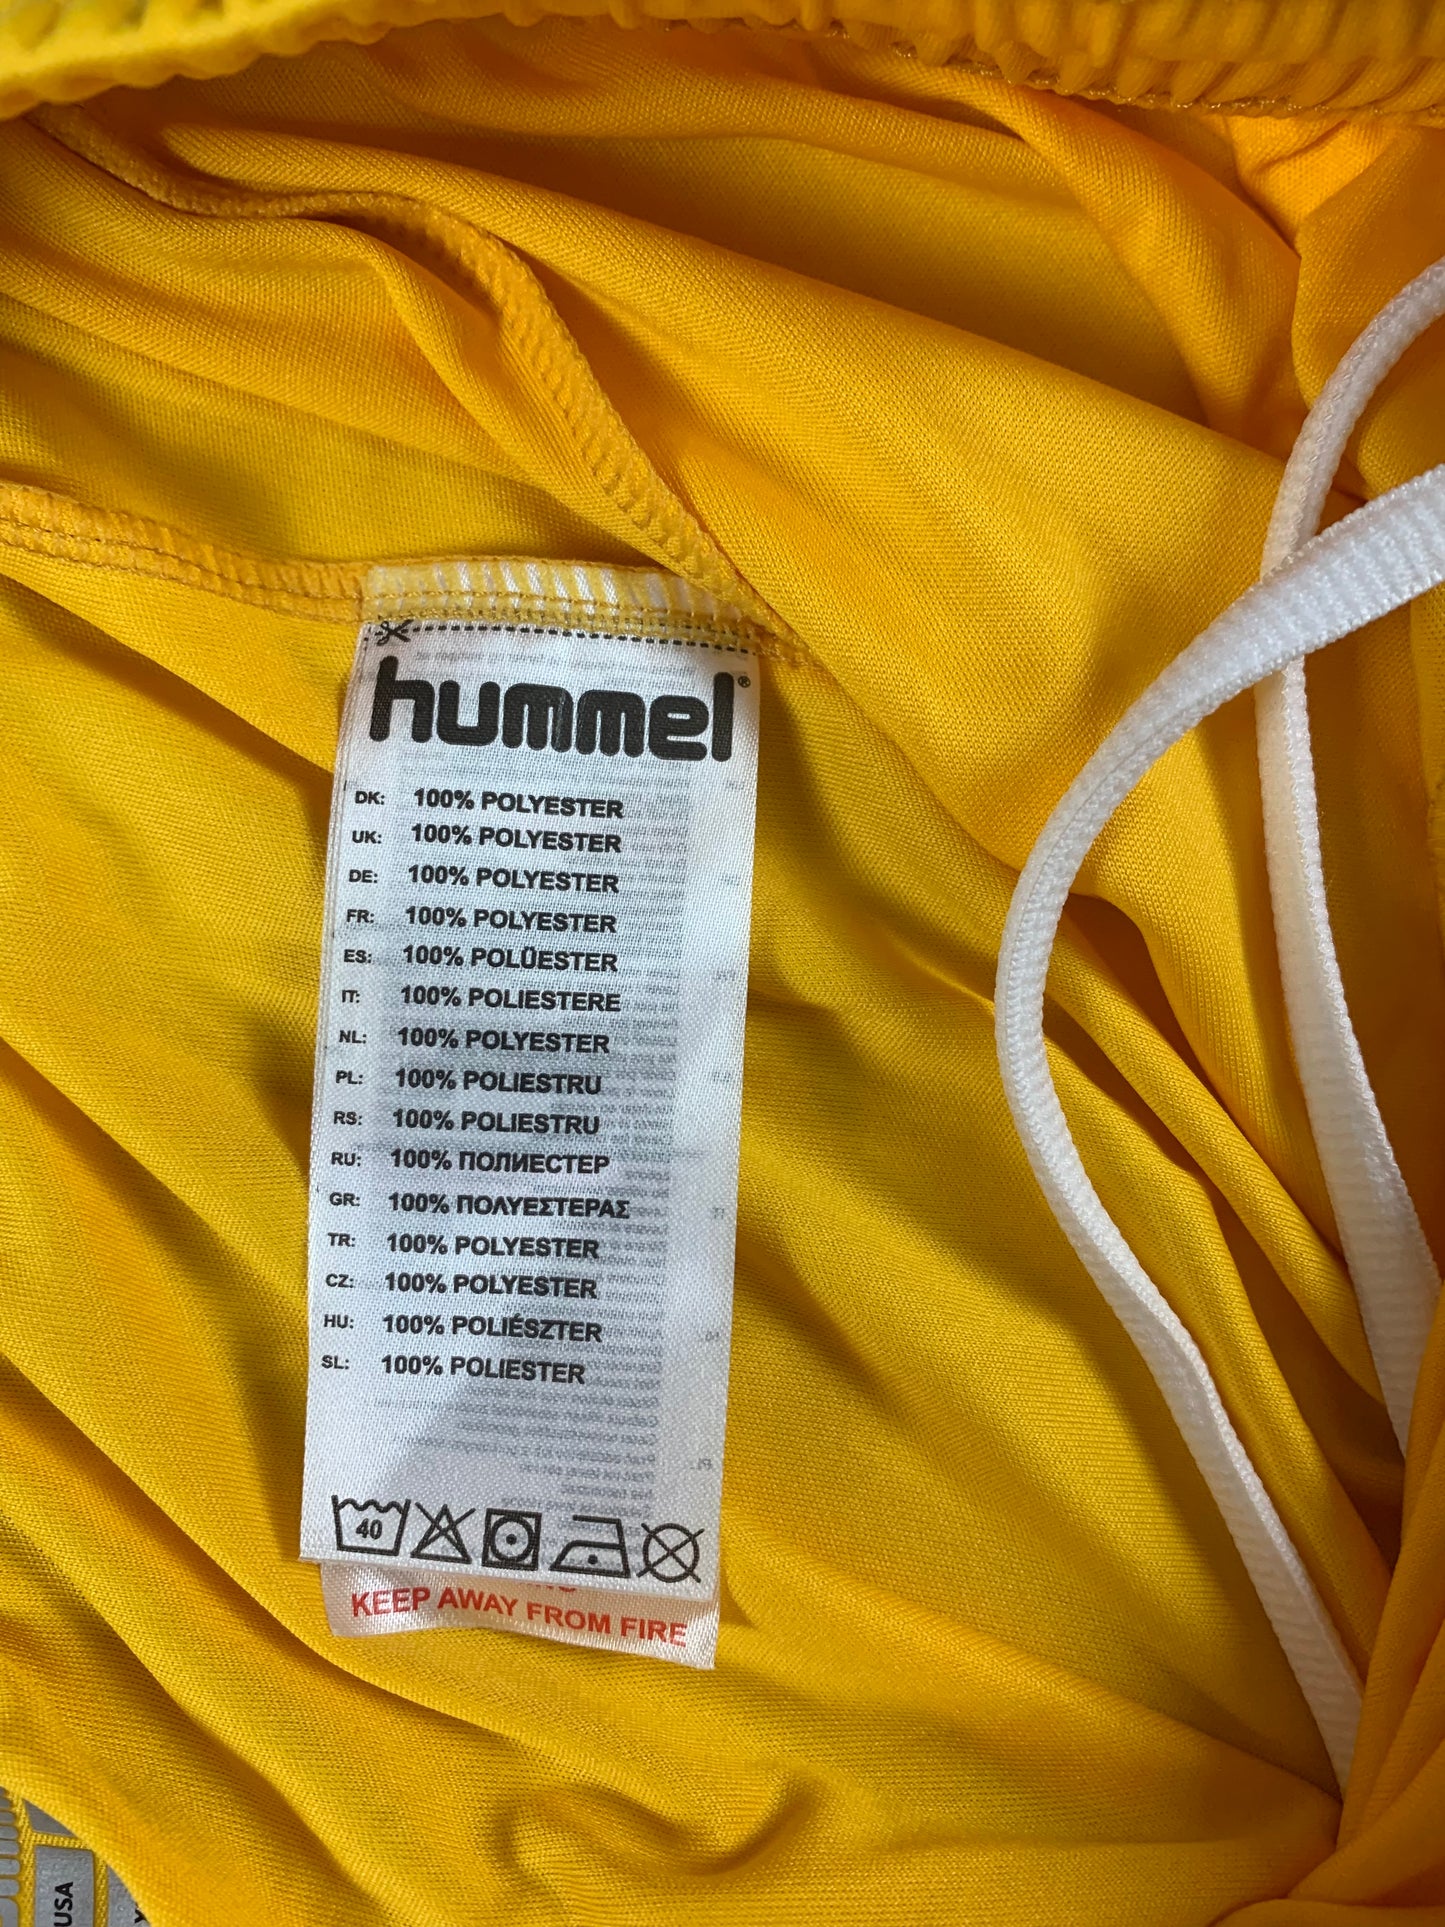 hummel®
DK: 100% POLYESTER
UK: 100% POLYESTER
DE: 100% POLYESTER
FR: 100% POLYESTER
ES: 100% POLÜESTER
IT: 100% POLIESTERE
NL: 100% POLYESTER
PL: 100% POLIESTRU
RS: 100% POLIESTRU
RU: 100% ПОЛИЕСТЕР
GR: 100% ΠΟΛΥΕΣΤΕΡΑΣ
TR: 100% POLYESTER
CZ: 100% POLYESTER
HU: 100% POLIÉSZTER
SL: 100% POLIESTER
40
KEEP AWAY FROM FIRE
USA